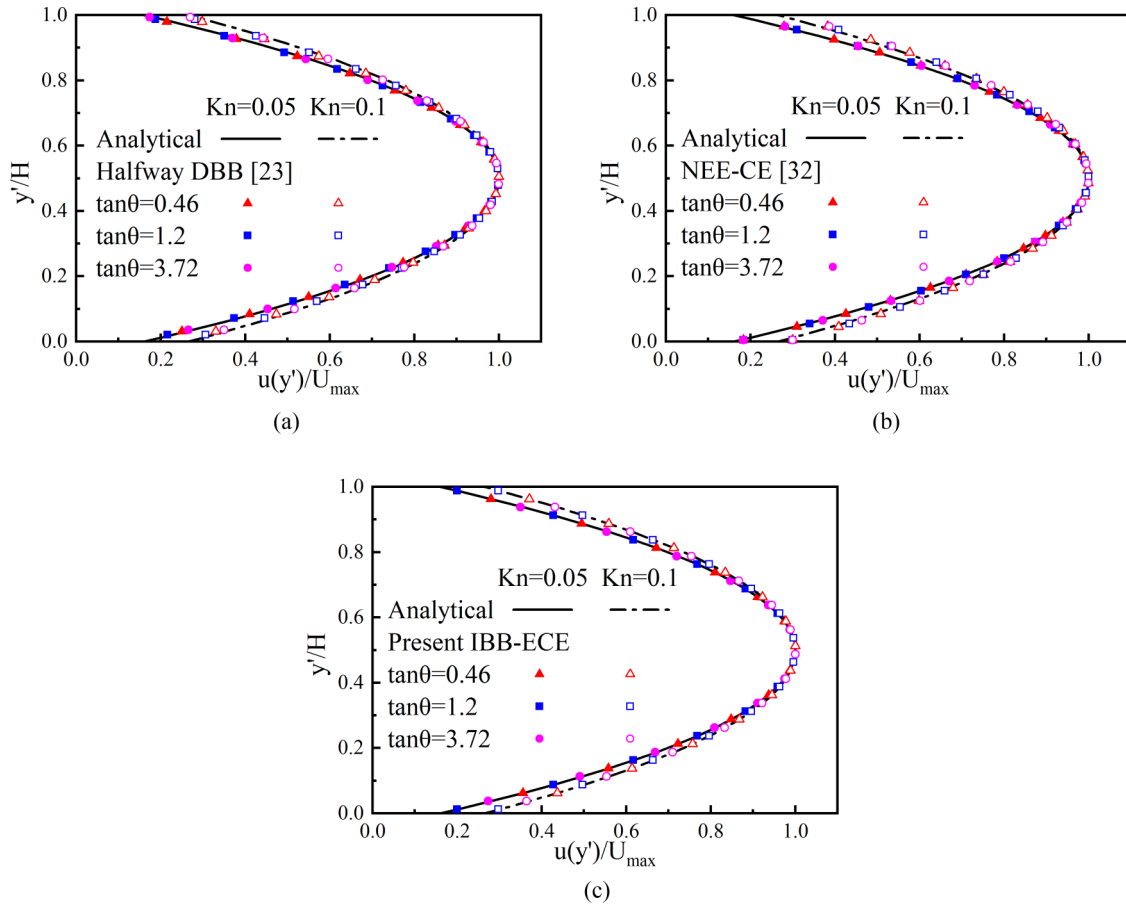 1.0
0.8
0.6
0.4
0.2
0.0
y'/H
Kn=0.05 Kn=0.1
Analytical
Halfway DBB [23]
tanθ=0.46
tanθ=1.2
tanθ=3.72
0.0 0.2 0.4 0.6 0.8 1.0
u(y')/Umax
(a)
1.0
0.8
0.6
0.4
0.2
0.0
y'/H
Kn=0.05 Kn=0.1
Analytical
NEE-CE [32]
tanθ=0.46
tanθ=1.2
tanθ=3.72
0.0 0.2 0.4 0.6 0.8 1.0
u(y')/Umax
(b)
1.0
0.8
0.6
0.4
0.2
0.0
y'/H
Kn=0.05 Kn=0.1
Analytical
Present IBB-ECE
tanθ=0.46
tanθ=1.2
tanθ=3.72
0.0 0.2 0.4 0.6 0.8 1.0
u(y')/Umax
(c)